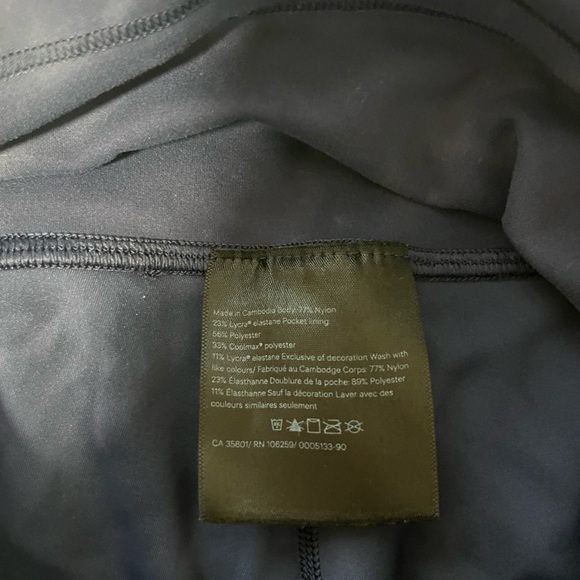 Made in Cambodia Body: 77% Nylon
23% Lycra® elastane Pocket lining:
56% Polyester
33% Coolmax® polyester
11% Lycra® elastane Exclusive of decoration Wash with
like colours/ Fabriqué au Cambodge Corps: 77% Nylon
23% Élasthanne Doublure de la poche: 89% Polyester
11% Élasthanne Sauf la décoration Laver avec des
couleurs similaires seulement
CA 35801/ RN 106259/ 0005133-90